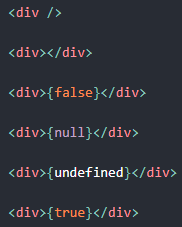 <div />
<div></div>
<div>{false}</div>
<div>{null}</div>
<div>{undefined}</div>
<div>{true}</div>